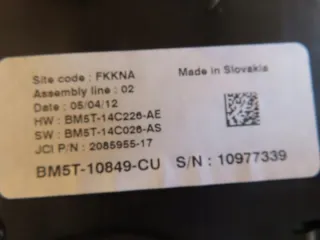 Site code : FKKNA
Made in Slovakia
Assembly line : 02
Date : 05/04/12
HW : BM5T-14C226-AE
SW : BM5T-14C026-AS
JCI P/N : 2085955-17
BM5T-10849-CU S/N : 10977339